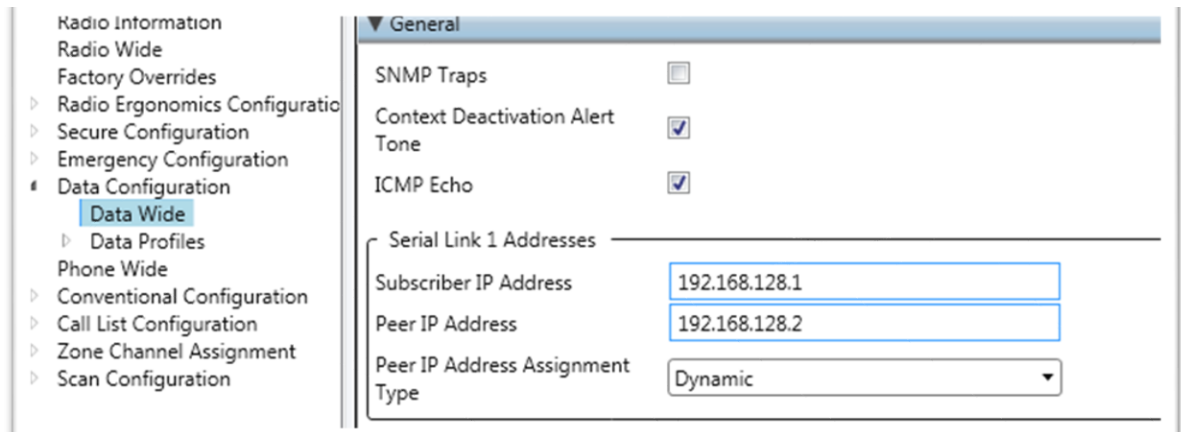 Radio Information
Radio Wide
Factory Overrides
Radio Ergonomics Configuratio
Secure Configuration
Emergency Configuration
Data Configuration
Data Wide
Data Profiles
Phone Wide
Conventional Configuration
Call List Configuration
Zone Channel Assignment
Scan Configuration
General
SNMP Traps
Context Deactivation Alert
Tone
ICMP Echo
Serial Link 1 Addresses
Subscriber IP Address 192.168.128.1
Peer IP Address 192.168.128.2
Peer IP Address Assignment
Type
Dynamic